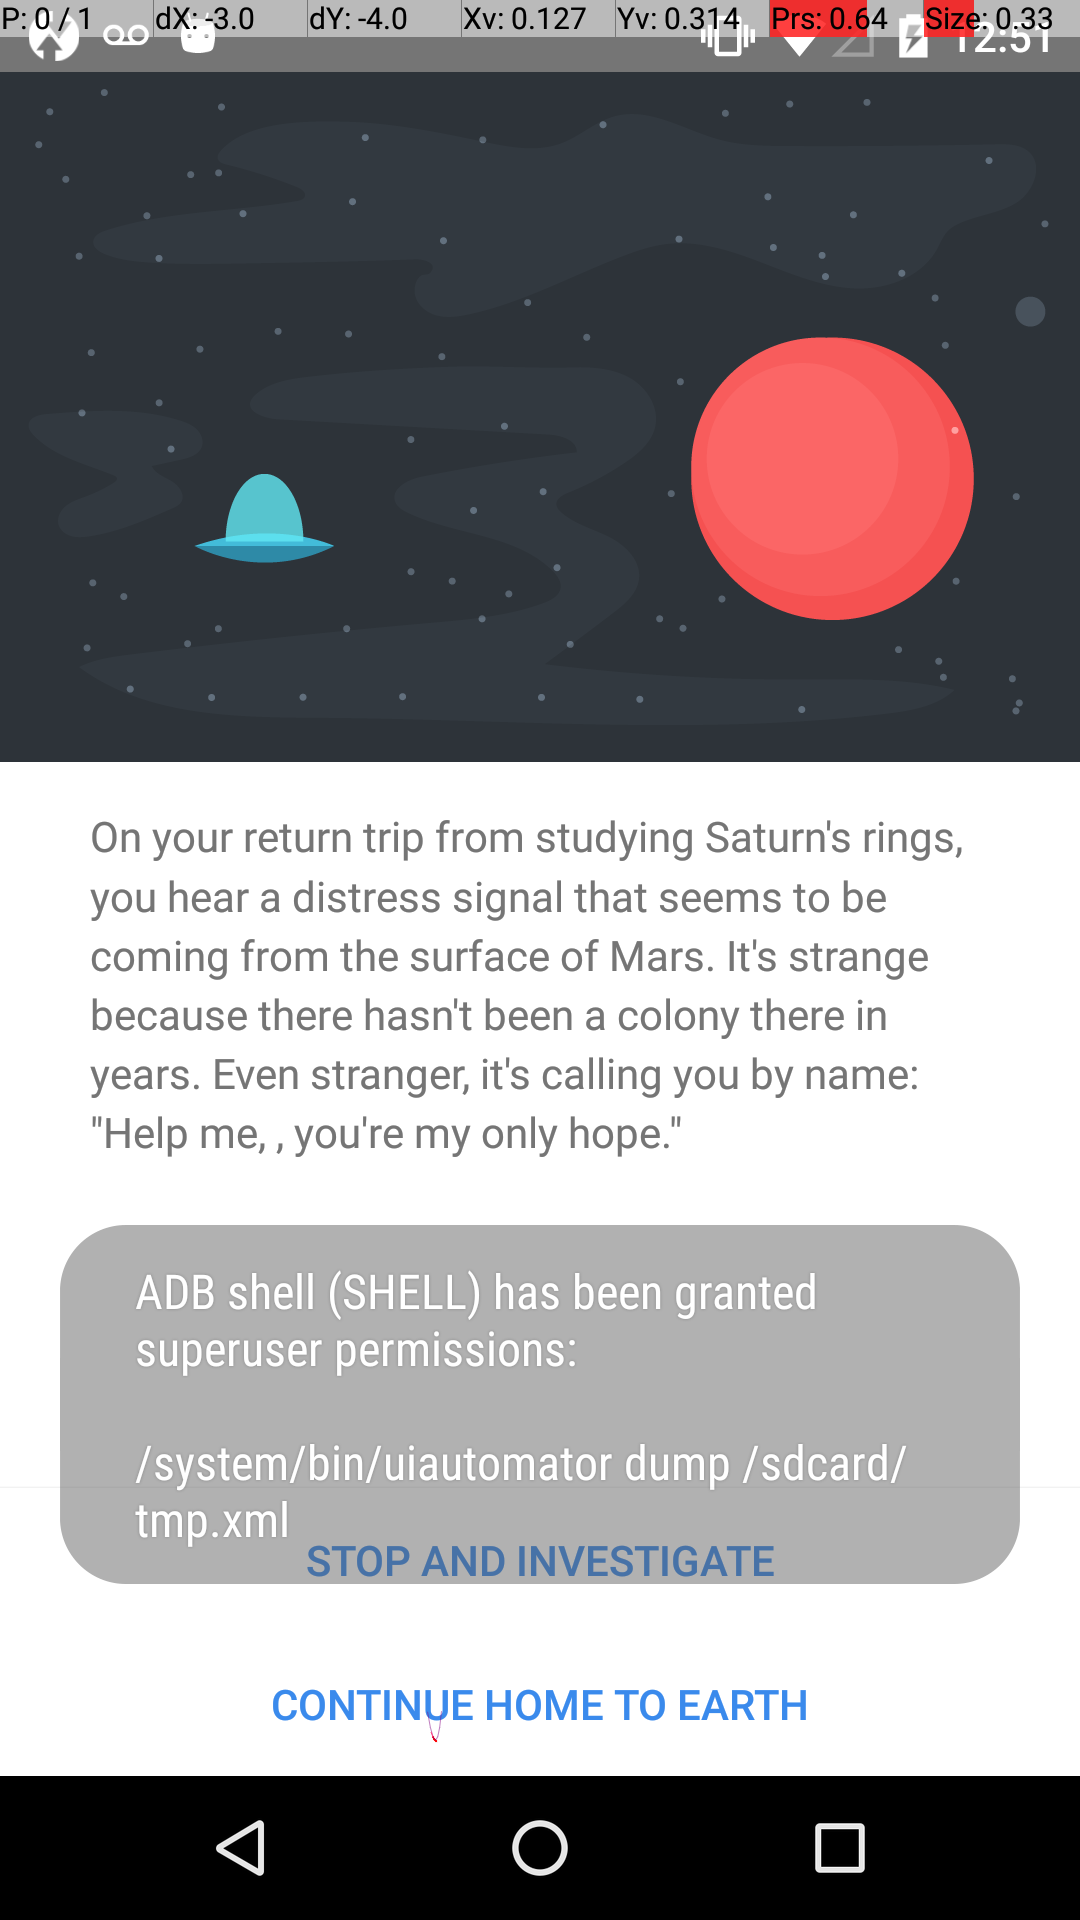 P: 0 / 1 dX: -3.0 dY: -4.0 Xv: 0.127 Yv: 0.314 Prs: 0.64 Size: 0.33
12:51
On your return trip from studying Saturn's rings,
you hear a distress signal that seems to be
coming from the surface of Mars. It's strange
because there hasn't been a colony there in
years. Even stranger, it's calling you by name:
"Help me, , you're my only hope."
ADB shell (SHELL) has been granted
superuser permissions:
/system/bin/uiautomator dump /sdcard/
tmp.xml
STOP AND INVESTIGATE
CONTINUE HOME TO EARTH